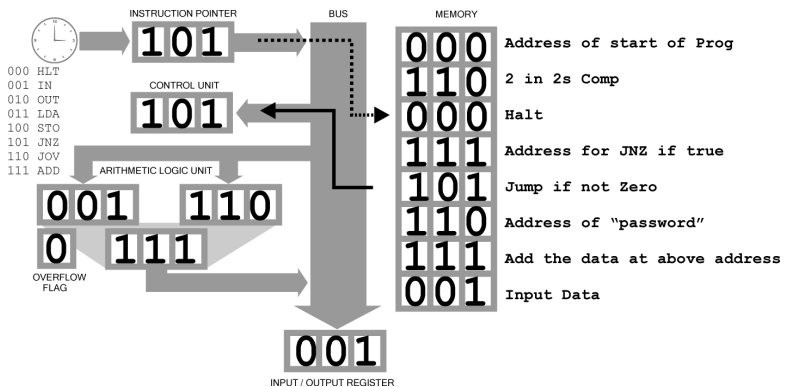 INSTRUCTION POINTER
BUS
MEMORY
101
000 Address of start of Prog
110 2 in 2s Comp
000 Halt
111 Address for JNZ if true
101 Jump if not Zero
110 Address of “password”
111 Add the data at above address
001 Input Data
000 HLT
001 IN
010 OUT
011 LDA
100 STO
101 JNZ
110 JOV
111 ADD
CONTROL UNIT
101
ARITHMETIC LOGIC UNIT
001 110
0 111
OVERFLOW
FLAG
001
INPUT / OUTPUT REGISTER